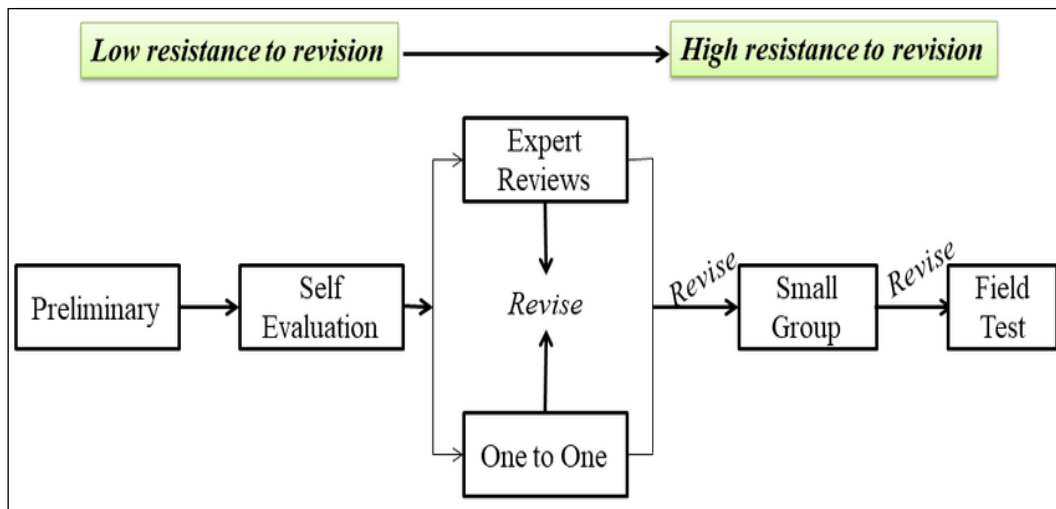 Low resistance to revision
High resistance to revision
Expert
Reviews
Preliminary
Self
Evaluation
Revise
Revise
Small
Group
Revise
Field
Test
One to One